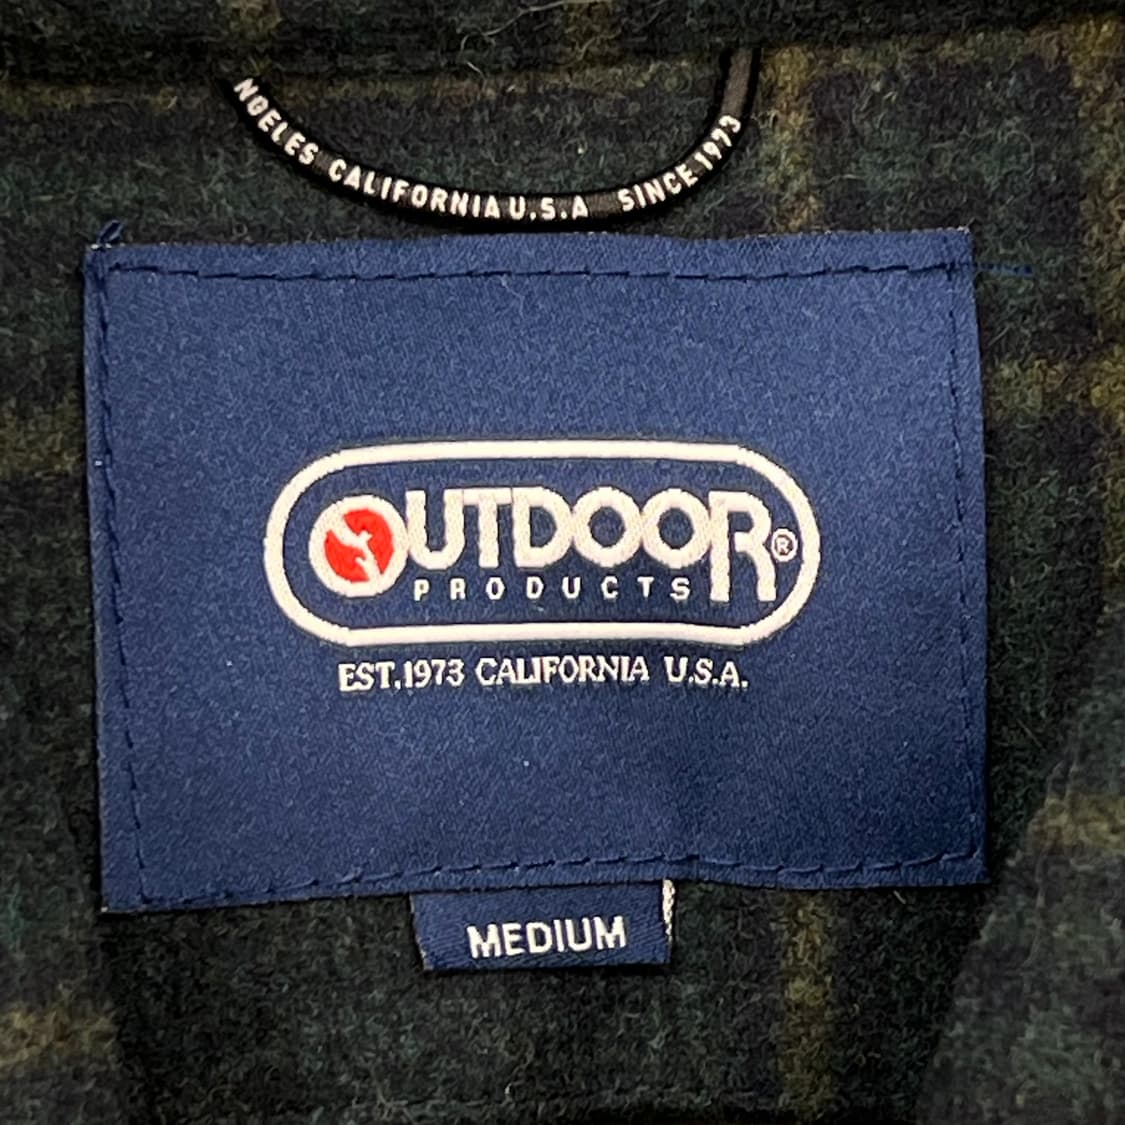 NGELES CALIFORNIA U.S.A SINCE 1973
OUTDOOR®
PRODUCTS
EST.1973 CALIFORNIA U.S.A.
MEDIUM